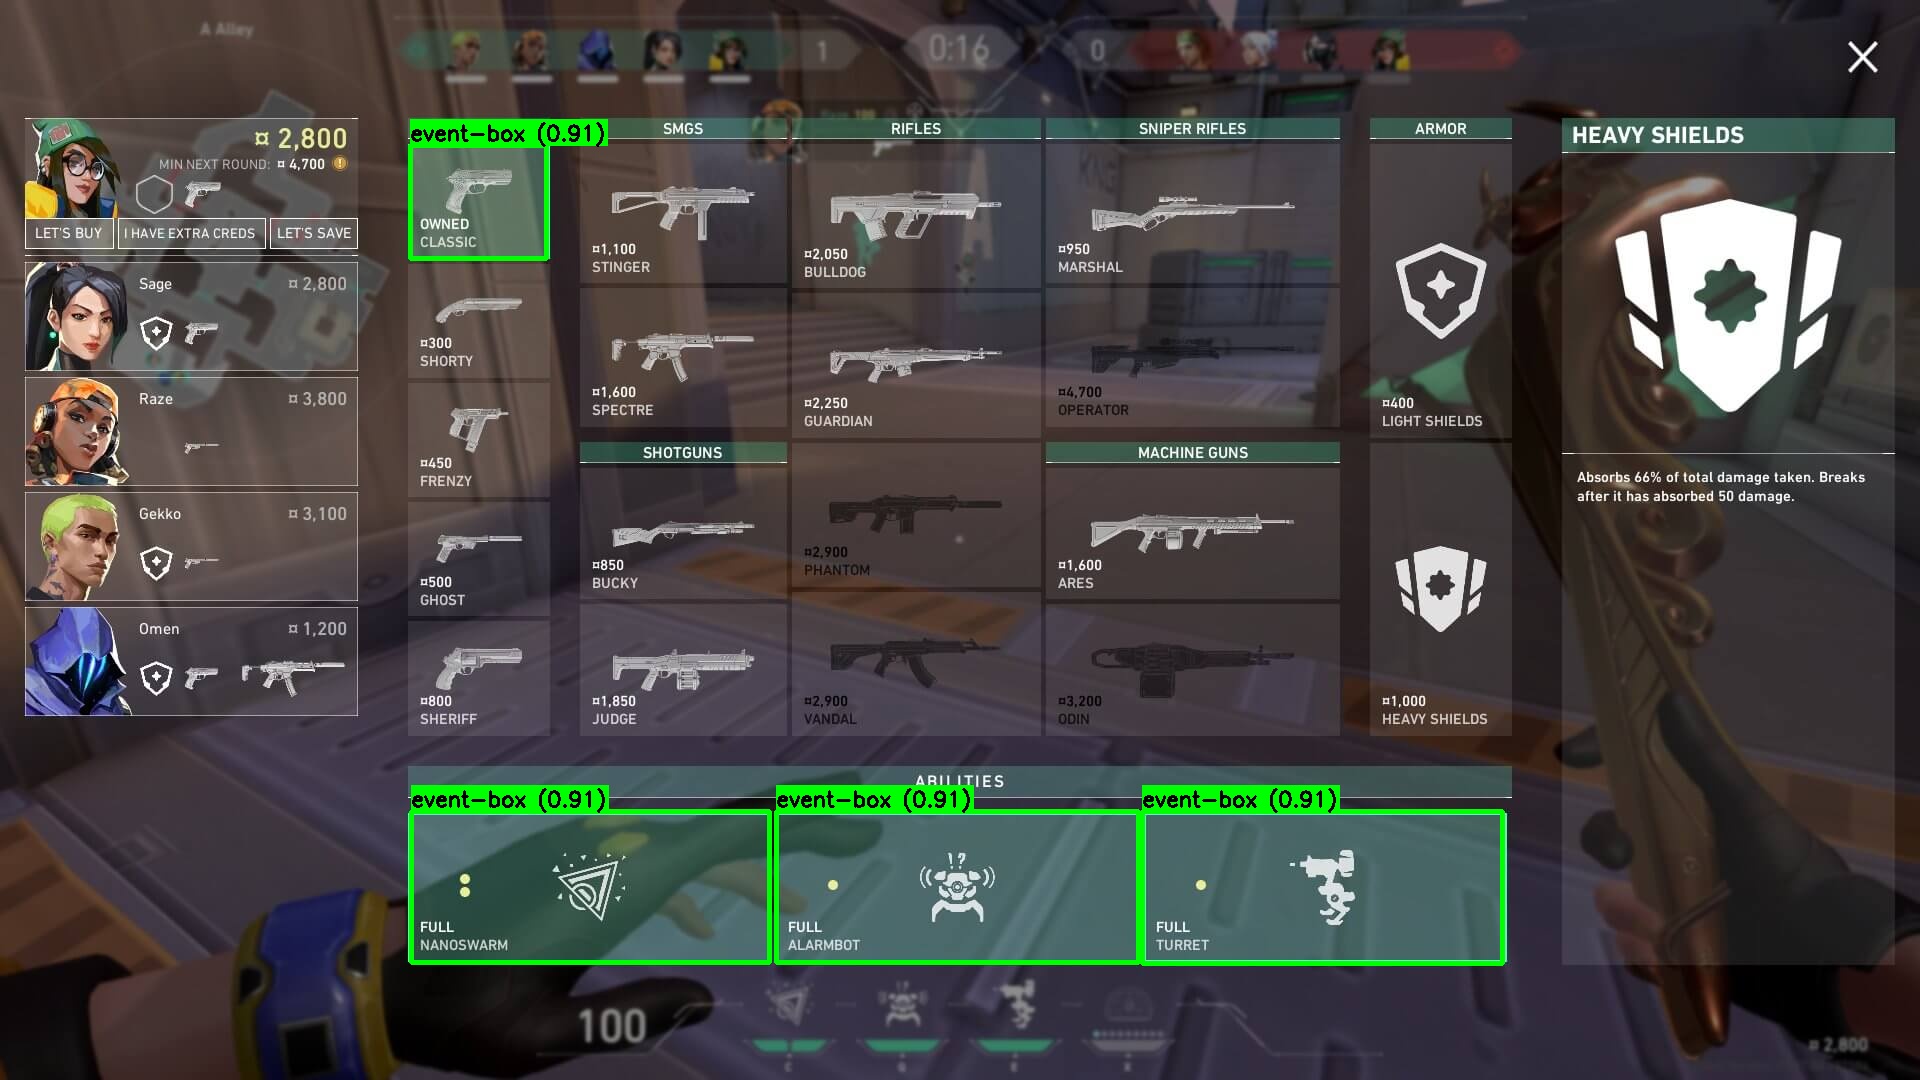 A Alley
1
0:16
0
¤ 2,800
MIN NEXT ROUND: ¤ 4,700
LET'S BUY
I HAVE EXTRA CREDS
LET'S SAVE
Sage
¤ 2,800
Raze
¤ 3,800
Gekko
¤ 3,100
Omen
¤ 1,200
event-box (0.91)
OWNED
CLASSIC
¤300
SHORTY
¤450
FRENZY
¤500
GHOST
¤800
SHERIFF
SMGS
¤1,100
STINGER
¤1,600
SPECTRE
SHOTGUNS
¤850
BUCKY
¤1,850
JUDGE
RIFLES
¤2,050
BULLDOG
¤2,250
GUARDIAN
¤2,900
PHANTOM
¤2,900
VANDAL
SNIPER RIFLES
¤950
MARSHAL
¤4,700
OPERATOR
MACHINE GUNS
¤1,600
ARES
¤3,200
ODIN
ARMOR
¤400
LIGHT SHIELDS
¤1,000
HEAVY SHIELDS
HEAVY SHIELDS
Absorbs 66% of total damage taken. Breaks
after it has absorbed 50 damage.
ABILITIES
event-box (0.91)
FULL
NANOSWARM
event-box (0.91)
!?
FULL
ALARMBOT
event-box (0.91)
FULL
TURRET
100
C
Q
E
X
¤ 2,800